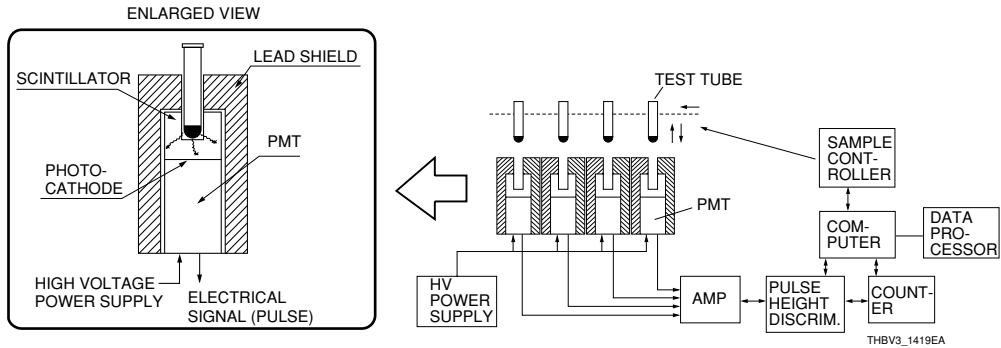 ENLARGED VIEW
LEAD SHIELD
SCINTILLATOR
PMT
PHOTO-
CATHODE
HIGH VOLTAGE
POWER SUPPLY
ELECTRICAL
SIGNAL (PULSE)
TEST TUBE
PMT
HV
POWER
SUPPLY
AMP
PULSE
HEIGHT
DISCRIM.
COUNT-
ER
SAMPLE
CONT-
ROLLER
COM-
PUTER
DATA
PRO-
CESSOR
THBV3_1419EA